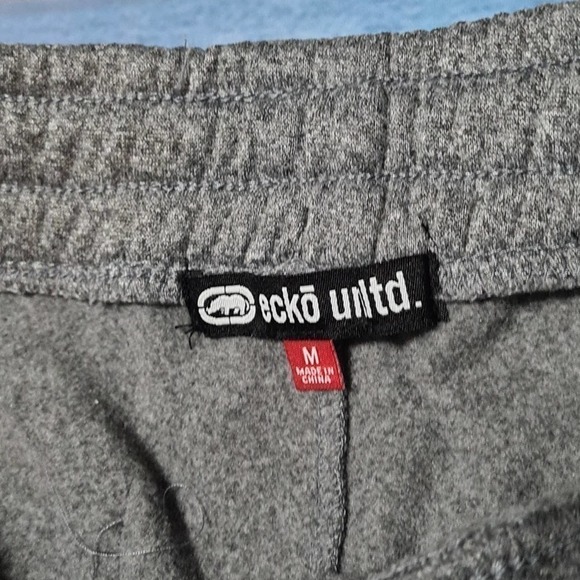 eckō unltd.
M
MADE IN
CHINA